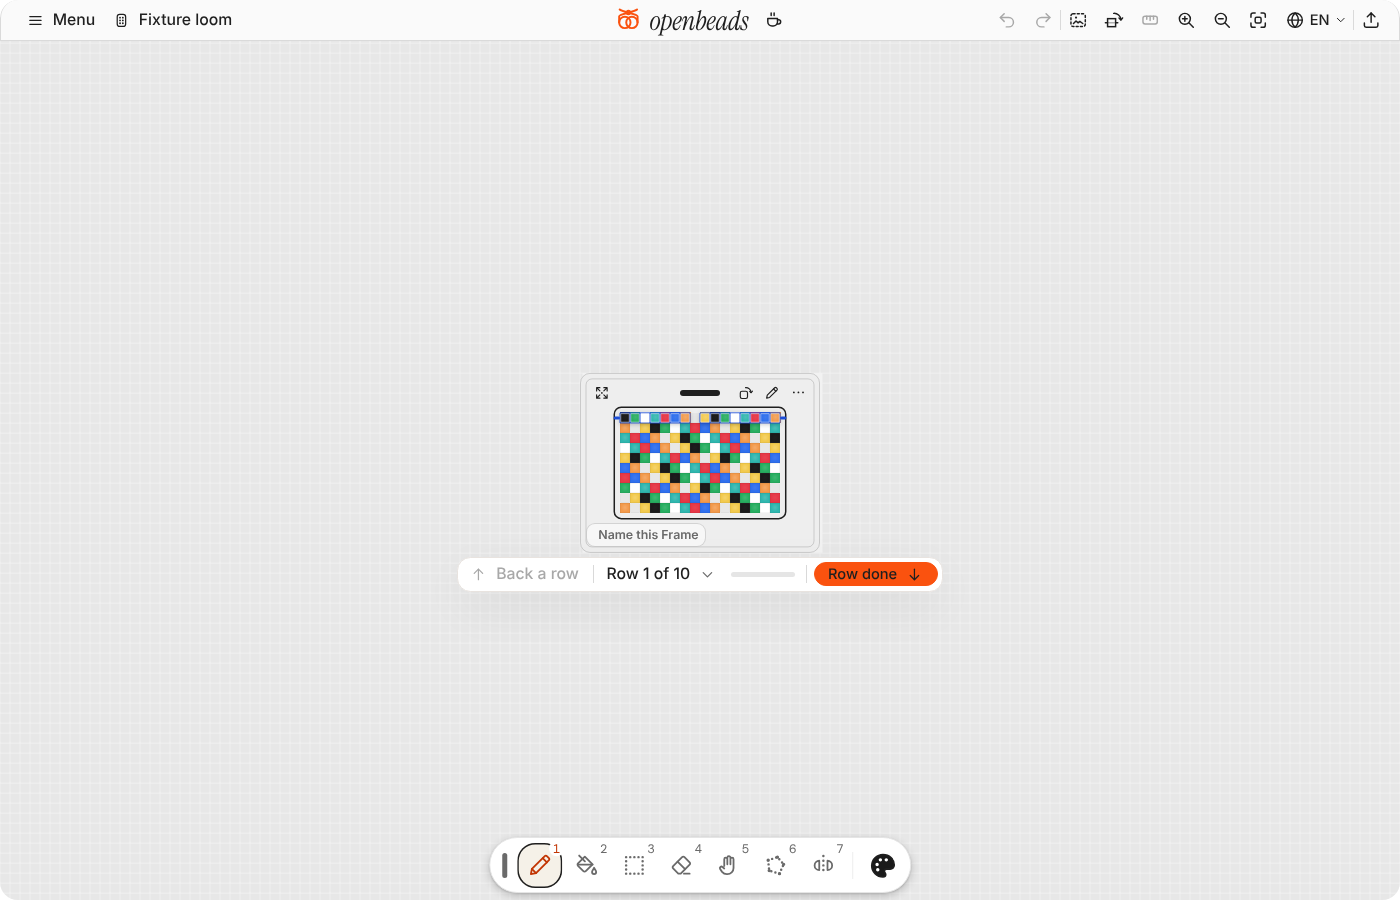 Menu
Fixture loom
openbeads
EN
Name this Frame
Back a row
Row 1 of 10
Row done
1
2
3
4
5
6
7